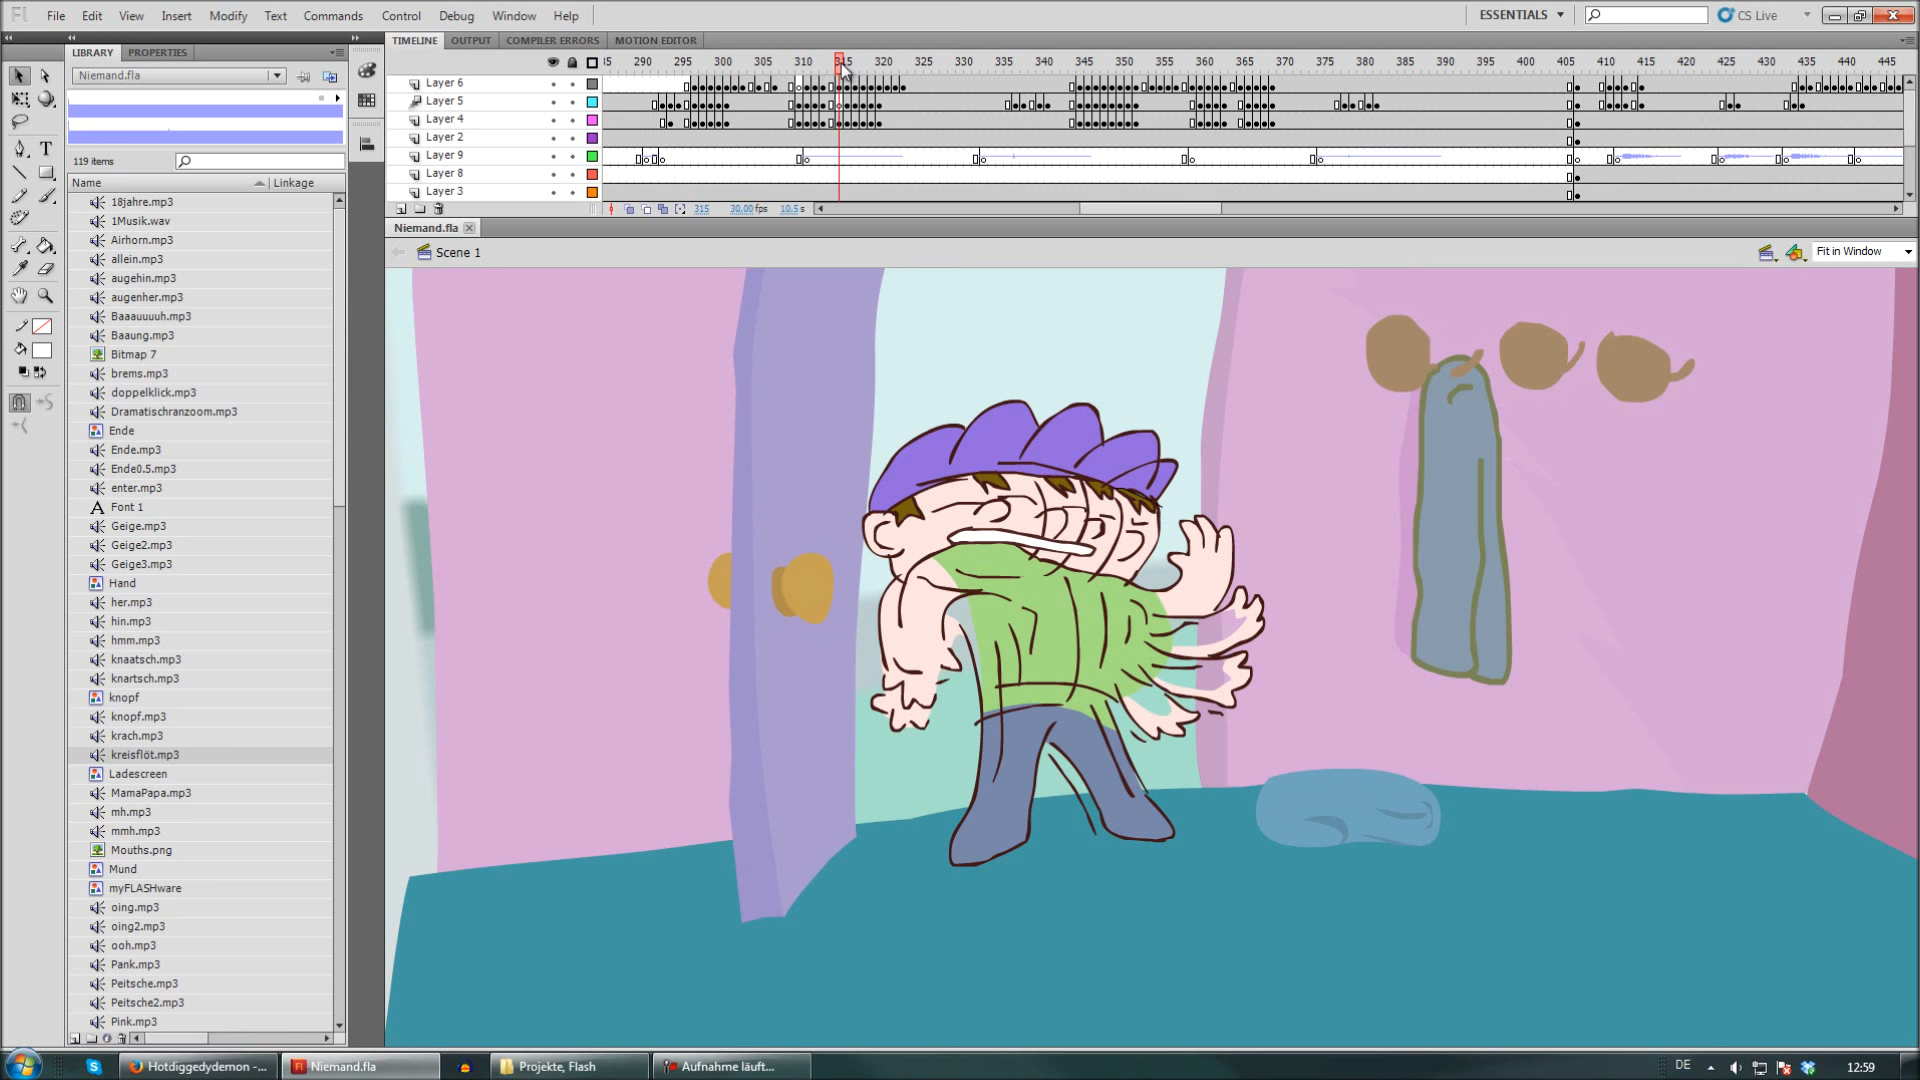 Fl File Edit View Insert Modify Text Commands Control Debug Window Help ESSENTIALS CS Live
LIBRARY PROPERTIES
Niemand.fla
119 items
Name Linkage
18jahre.mp3
1Musik.wav
Airhorn.mp3
allein.mp3
augehin.mp3
augenher.mp3
Baaauuuuh.mp3
Baaung.mp3
Bitmap 7
brems.mp3
doppelklick.mp3
Dramatischranzoom.mp3
Ende
Ende.mp3
Ende0.5.mp3
enter.mp3
Font 1
Geige.mp3
Geige2.mp3
Geige3.mp3
Hand
her.mp3
hin.mp3
hmm.mp3
knaatsch.mp3
knartsch.mp3
knopf
knopf.mp3
krach.mp3
kreisflöt.mp3
Ladescreen
MamaPapa.mp3
mh.mp3
mmh.mp3
Mouths.png
Mund
myFLASHware
oing.mp3
oing2.mp3
ooh.mp3
Pank.mp3
Peitsche.mp3
Peitsche2.mp3
Pink.mp3
TIMELINE OUTPUT COMPILER ERRORS MOTION EDITOR
85 290 295 300 305 310 315 320 325 330 335 340 345 350 355 360 365 370 375 380 385 390 395 400 405 410 415 420 425 430 435 440 445
Layer 6
Layer 5
Layer 4
Layer 2
Layer 9
Layer 8
Layer 3
315 30.00 fps 10.5 s
Niemand.fla
Scene 1 Fit in Window
Hotdiggedydemon -... Niemand.fla Projekte, Flash Aufnahme läuft... DE 12:59